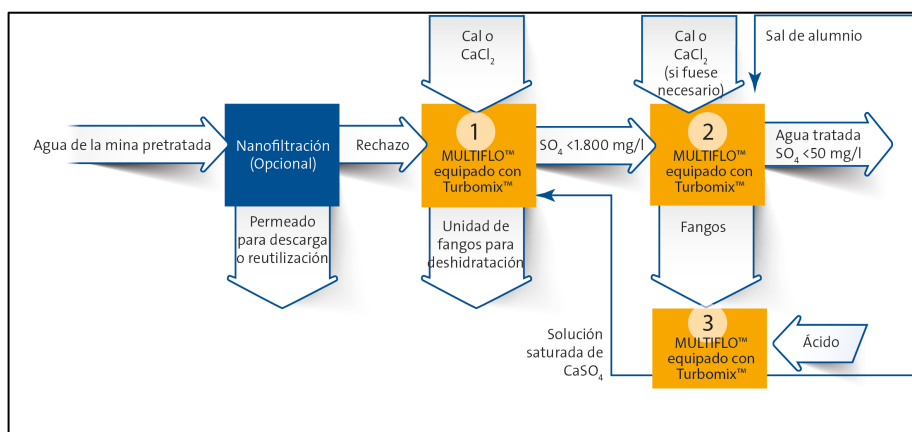 Cal o
CaCl₂
Cal o
CaCl₂
(si fuese
necesario)
Sal de alumnio
Agua de la mina pretratada
Nanofiltración
(Opcional)
Rechazo
1
MULTIFLO™
equipado con
Turbomix™
SO₄ <1.800 mg/l
2
MULTIFLO™
equipado con
Turbomix™
Agua tratada
SO₄ <50 mg/l
Permeado
para descarga
o reutilización
Unidad de
fangos para
deshidratación
Fangos
Solución
saturada de
CaSO₄
3
MULTIFLO™
equipado con
Turbomix™
Ácido